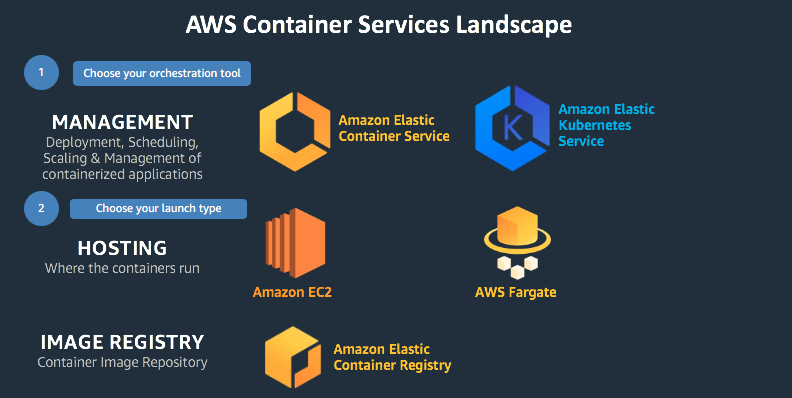 AWS Container Services Landscape
1
Choose your orchestration tool
MANAGEMENT
Deployment, Scheduling,
Scaling & Management of
containerized applications
Amazon Elastic
Container Service
K
Amazon Elastic
Kubernetes
Service
2
Choose your launch type
HOSTING
Where the containers run
Amazon EC2
AWS Fargate
IMAGE REGISTRY
Container Image Repository
Amazon Elastic
Container Registry